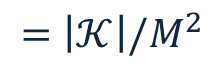 = |𝒦|/M²